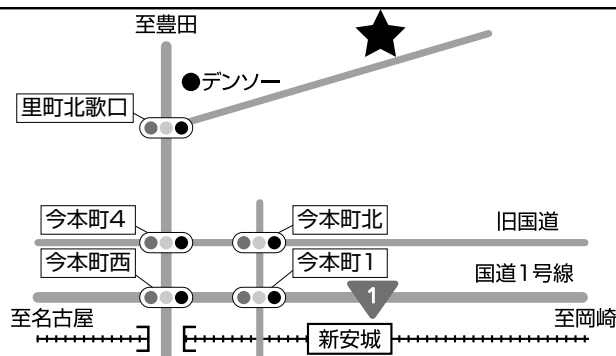 至豊田
●デンソー
里町北歌口
今本町4
今本町北
旧国道
今本町西
今本町1
国道1号線
1
至名古屋
新安城
至岡崎